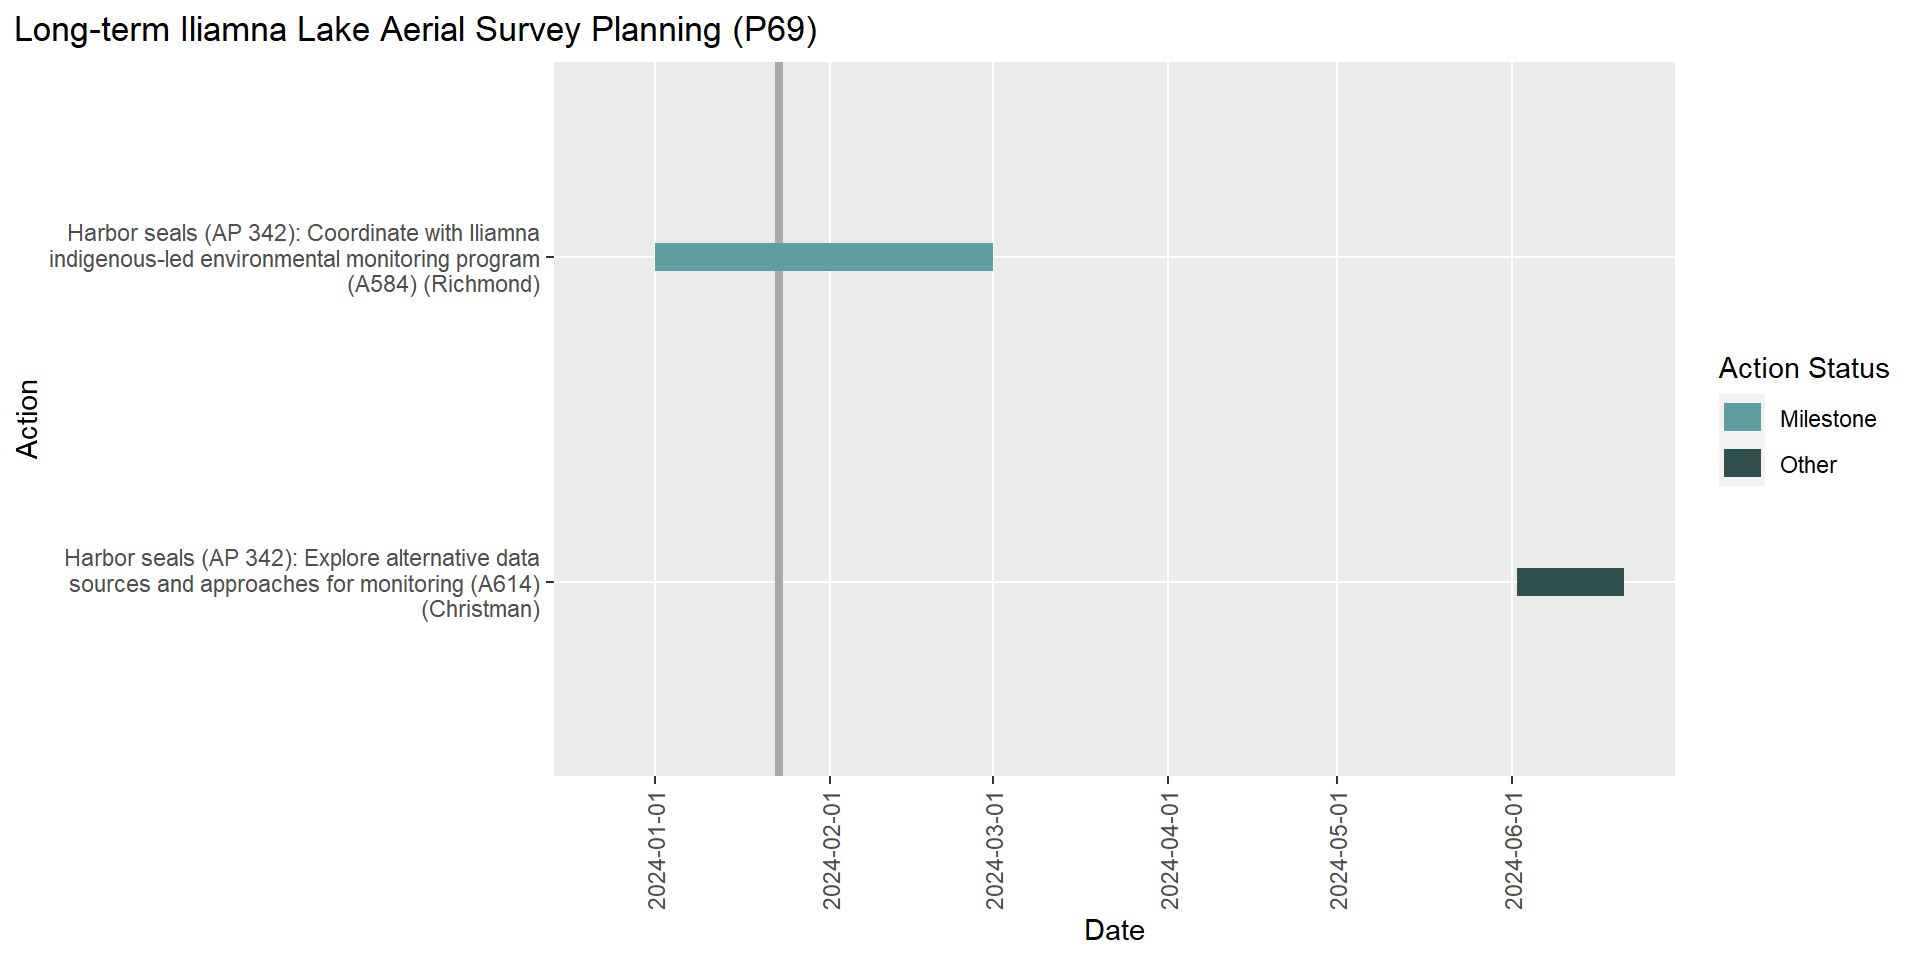 Long-term Iliamna Lake Aerial Survey Planning (P69)
Harbor seals (AP 342): Coordinate with Iliamna
indigenous-led environmental monitoring program
(A584) (Richmond)
Harbor seals (AP 342): Explore alternative data
sources and approaches for monitoring (A614)
(Christman)
Action
2024-01-01
2024-02-01
2024-03-01
2024-04-01
2024-05-01
2024-06-01
Date
Action Status
Milestone
Other